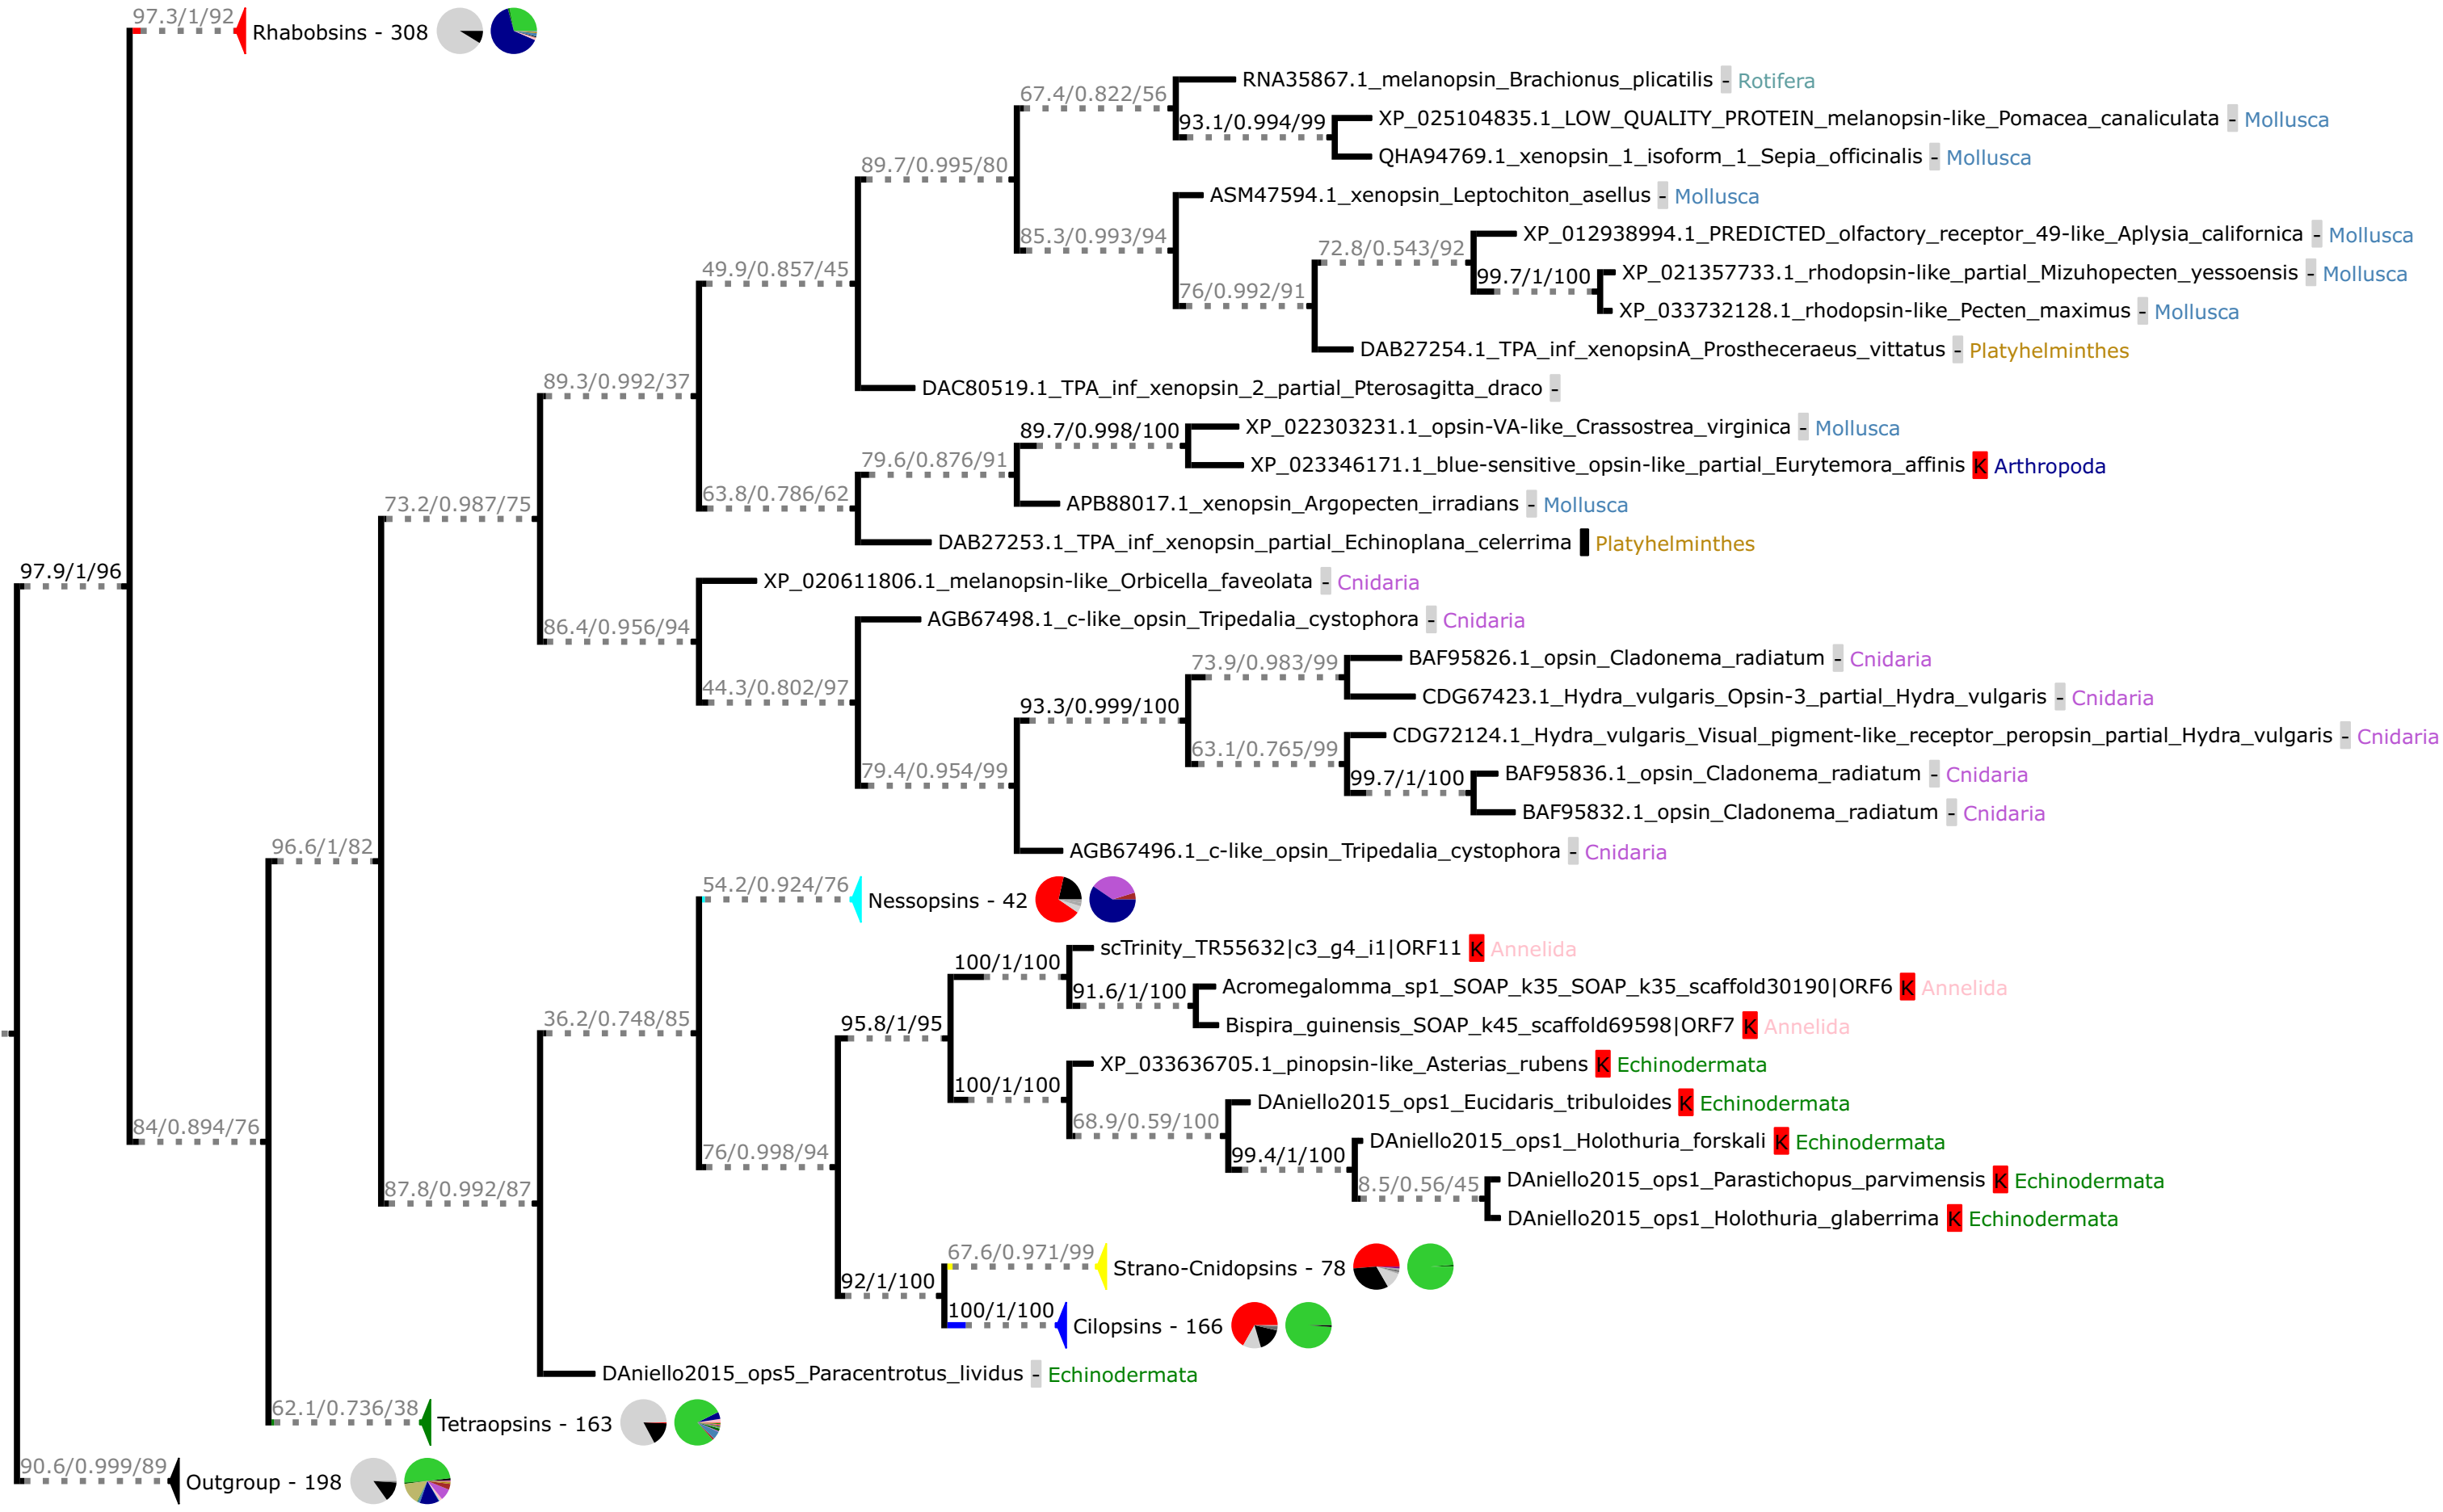 97.3/1/92
Rhabobsins - 308
RNA35867.1_melanopsin_Brachionus_plicatilis - Rotifera
67.4/0.822/56
93.1/0.994/99
XP_025104835.1_LOW_QUALITY_PROTEIN_melanopsin-like_Pomacea_canaliculata - Mollusca
QHA94769.1_xenopsin_1_isoform_1_Sepia_officinalis - Mollusca
89.7/0.995/80
ASM47594.1_xenopsin_Leptochiton_asellus - Mollusca
85.3/0.993/94
XP_012938994.1_PREDICTED_olfactory_receptor_49-like_Aplysia_californica - Mollusca
72.8/0.543/92
49.9/0.857/45
99.7/1/100
XP_021357733.1_rhodopsin-like_partial_Mizuhopecten_yessoensis - Mollusca
76/0.992/91
XP_033732128.1_rhodopsin-like_Pecten_maximus - Mollusca
DAB27254.1_TPA_inf_xenopsinA_Prostheceraeus_vittatus - Platyhelminthes
89.3/0.992/37
DAC80519.1_TPA_inf_xenopsin_2_partial_Pterosagitta_draco -
XP_022303231.1_opsin-VA-like_Crassostrea_virginica - Mollusca
89.7/0.998/100
79.6/0.876/91
XP_023346171.1_blue-sensitive_opsin-like_partial_Eurytemora_affinis K Arthropoda
63.8/0.786/62
73.2/0.987/75
APB88017.1_xenopsin_Argopecten_irradians - Mollusca
DAB27253.1_TPA_inf_xenopsin_partial_Echinoplana_celerrima Platyhelminthes
97.9/1/96
XP_020611806.1_melanopsin-like_Orbicella_faveolata - Cnidaria
86.4/0.956/94
AGB67498.1_c-like_opsin_Tripedalia_cystophora - Cnidaria
73.9/0.983/99
BAF95826.1_opsin_Cladonema_radiatum - Cnidaria
44.3/0.802/97
93.3/0.999/100
CDG67423.1_Hydra_vulgaris_Opsin-3_partial_Hydra_vulgaris - Cnidaria
63.1/0.765/99
CDG72124.1_Hydra_vulgaris_Visual_pigment-like_receptor_peropsin_partial_Hydra_vulgaris - Cnidaria
79.4/0.954/99
99.7/1/100
BAF95836.1_opsin_Cladonema_radiatum - Cnidaria
BAF95832.1_opsin_Cladonema_radiatum - Cnidaria
96.6/1/82
AGB67496.1_c-like_opsin_Tripedalia_cystophora - Cnidaria
54.2/0.924/76
Nessopsins - 42
scTrinity_TR55632|c3_g4_i1|ORF11 K Annelida
100/1/100
91.6/1/100
Acromegalomma_sp1_SOAP_k35_SOAP_k35_scaffold30190|ORF6 K Annelida
36.2/0.748/85
95.8/1/95
Bispira_guinensis_SOAP_k45_scaffold69598|ORF7 K Annelida
XP_033636705.1_pinopsin-like_Asterias_rubens K Echinodermata
100/1/100
DAniello2015_ops1_Eucidaris_tribuloides K Echinodermata
84/0.894/76
68.9/0.59/100
76/0.998/94
99.4/1/100
DAniello2015_ops1_Holothuria_forskali K Echinodermata
87.8/0.992/87
8.5/0.56/45
DAniello2015_ops1_Parastichopus_parvimensis K Echinodermata
DAniello2015_ops1_Holothuria_glaberrima K Echinodermata
67.6/0.971/99
Strano-Cnidopsins - 78
92/1/100
100/1/100
Cilopsins - 166
DAniello2015_ops5_Paracentrotus_lividus - Echinodermata
62.1/0.736/38
Tetraopsins - 163
90.6/0.999/89
Outgroup - 198